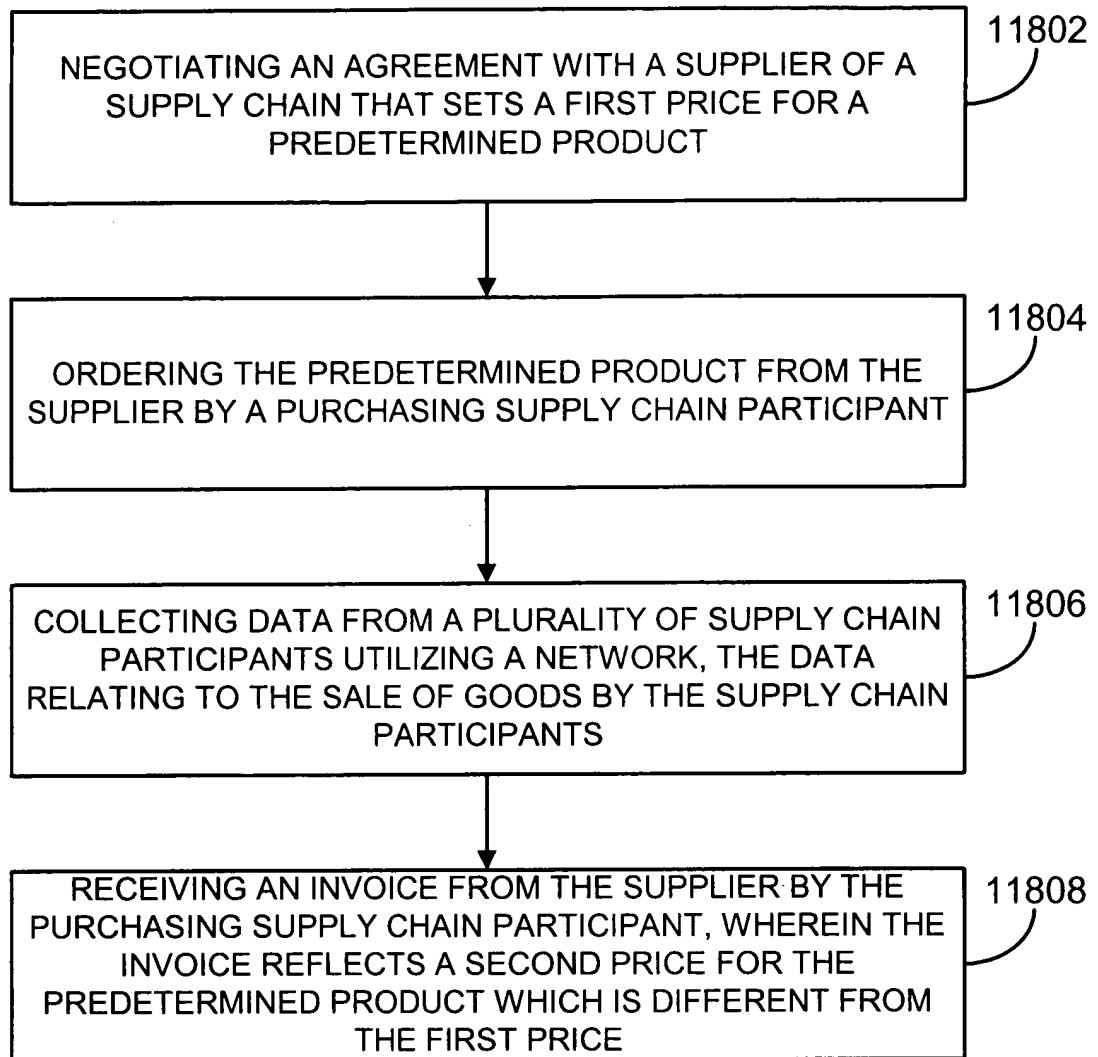 11802
NEGOTIATING AN AGREEMENT WITH A SUPPLIER OF A
SUPPLY CHAIN THAT SETS A FIRST PRICE FOR A
PREDETERMINED PRODUCT
11804
ORDERING THE PREDETERMINED PRODUCT FROM THE
SUPPLIER BY A PURCHASING SUPPLY CHAIN PARTICIPANT
11806
COLLECTING DATA FROM A PLURALITY OF SUPPLY CHAIN
PARTICIPANTS UTILIZING A NETWORK, THE DATA
RELATING TO THE SALE OF GOODS BY THE SUPPLY CHAIN
PARTICIPANTS
11808
RECEIVING AN INVOICE FROM THE SUPPLIER BY THE
PURCHASING SUPPLY CHAIN PARTICIPANT, WHEREIN THE
INVOICE REFLECTS A SECOND PRICE FOR THE
PREDETERMINED PRODUCT WHICH IS DIFFERENT FROM
THE FIRST PRICE